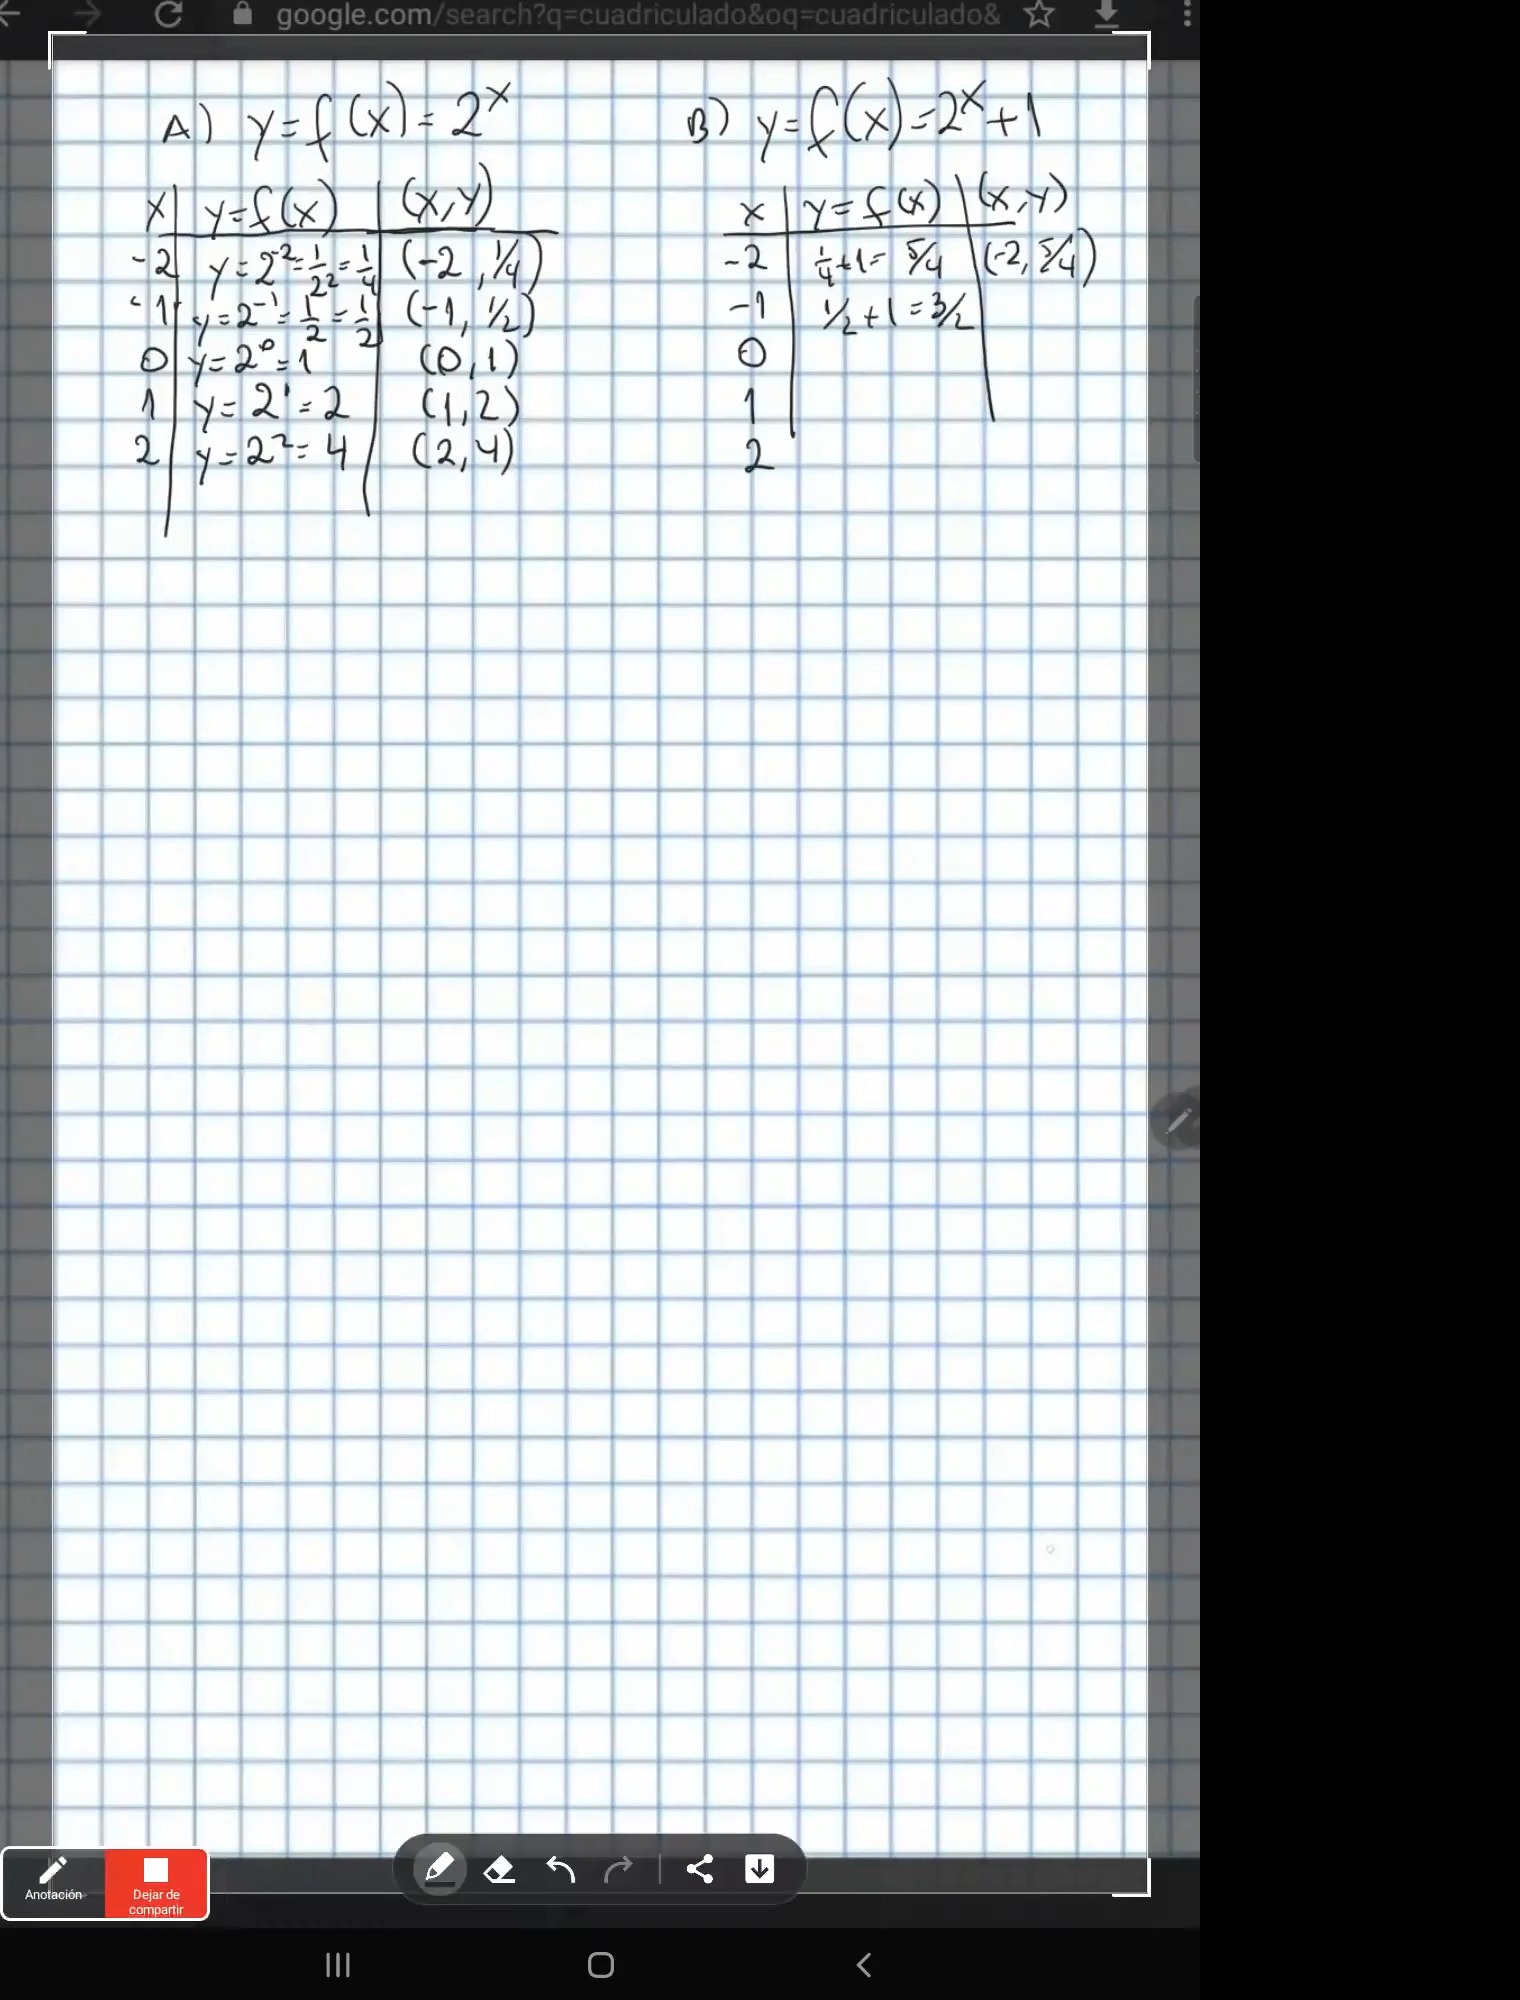 google.com/search?q=cuadriculado&oq=cuadriculado&
A) y=f(x)=2^x
x | y=f(x) | (x,y)
-2 | y=2^-2=1/2^2=1/4 | (-2, 1/4)
-1 | y=2^-1=1/2=1/2 | (-1, 1/2)
0 | y=2^0=1 | (0,1)
1 | y=2^1=2 | (1,2)
2 | y=2^2=4 | (2,4)
B) y=f(x)=2^x+1
x | y=f(x) | (x,y)
-2 | 1/4+1=5/4 | (-2, 5/4)
-1 | 1/2+1=3/2
0
1
2
Anotación
Dejar de
compartir